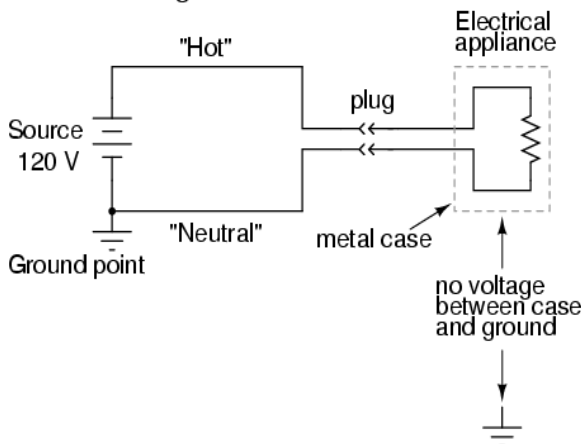 Electrical
appliance
"Hot"
plug
Source
120 V
"Neutral"
metal case
Ground point
no voltage
between case
and ground